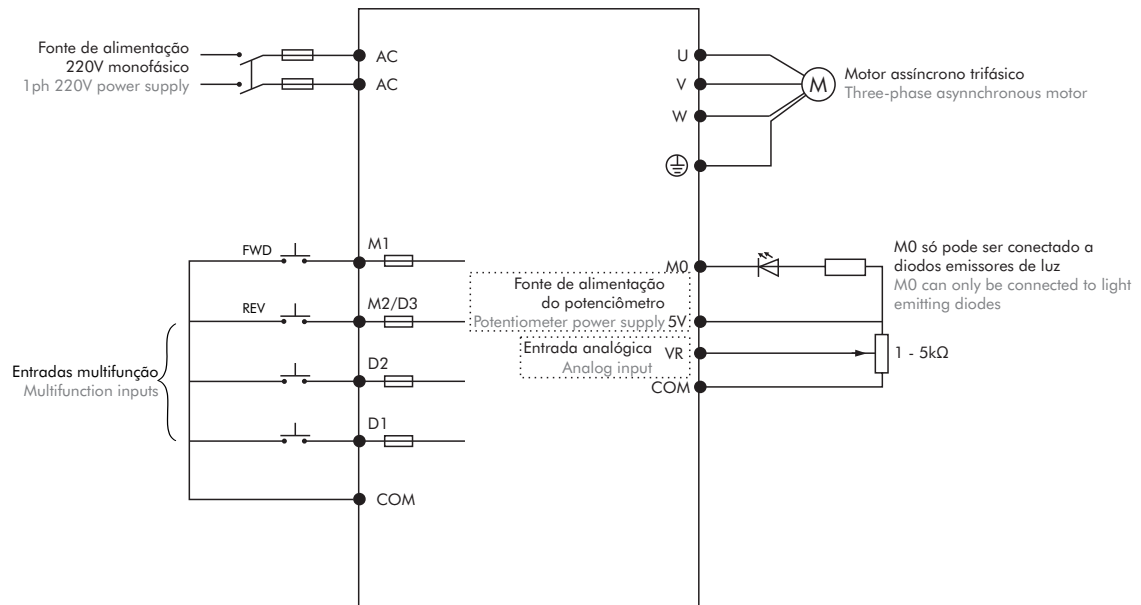 Fonte de alimentação
220V monofásico
1ph 220V power supply
AC
AC
U
V
W
M
Motor assíncrono trifásico
Three-phase asynnchronous motor
FWD
M1
REV
M2/D3
D2
D1
COM
Entradas multifunção
Multifunction inputs
M0
Fonte de alimentação
do potenciômetro
Potentiometer power supply 5V
Entrada analógica
Analog input
VR
COM
M0 só pode ser conectado a
diodos emissores de luz
M0 can only be connected to light
emitting diodes
1 - 5kΩ